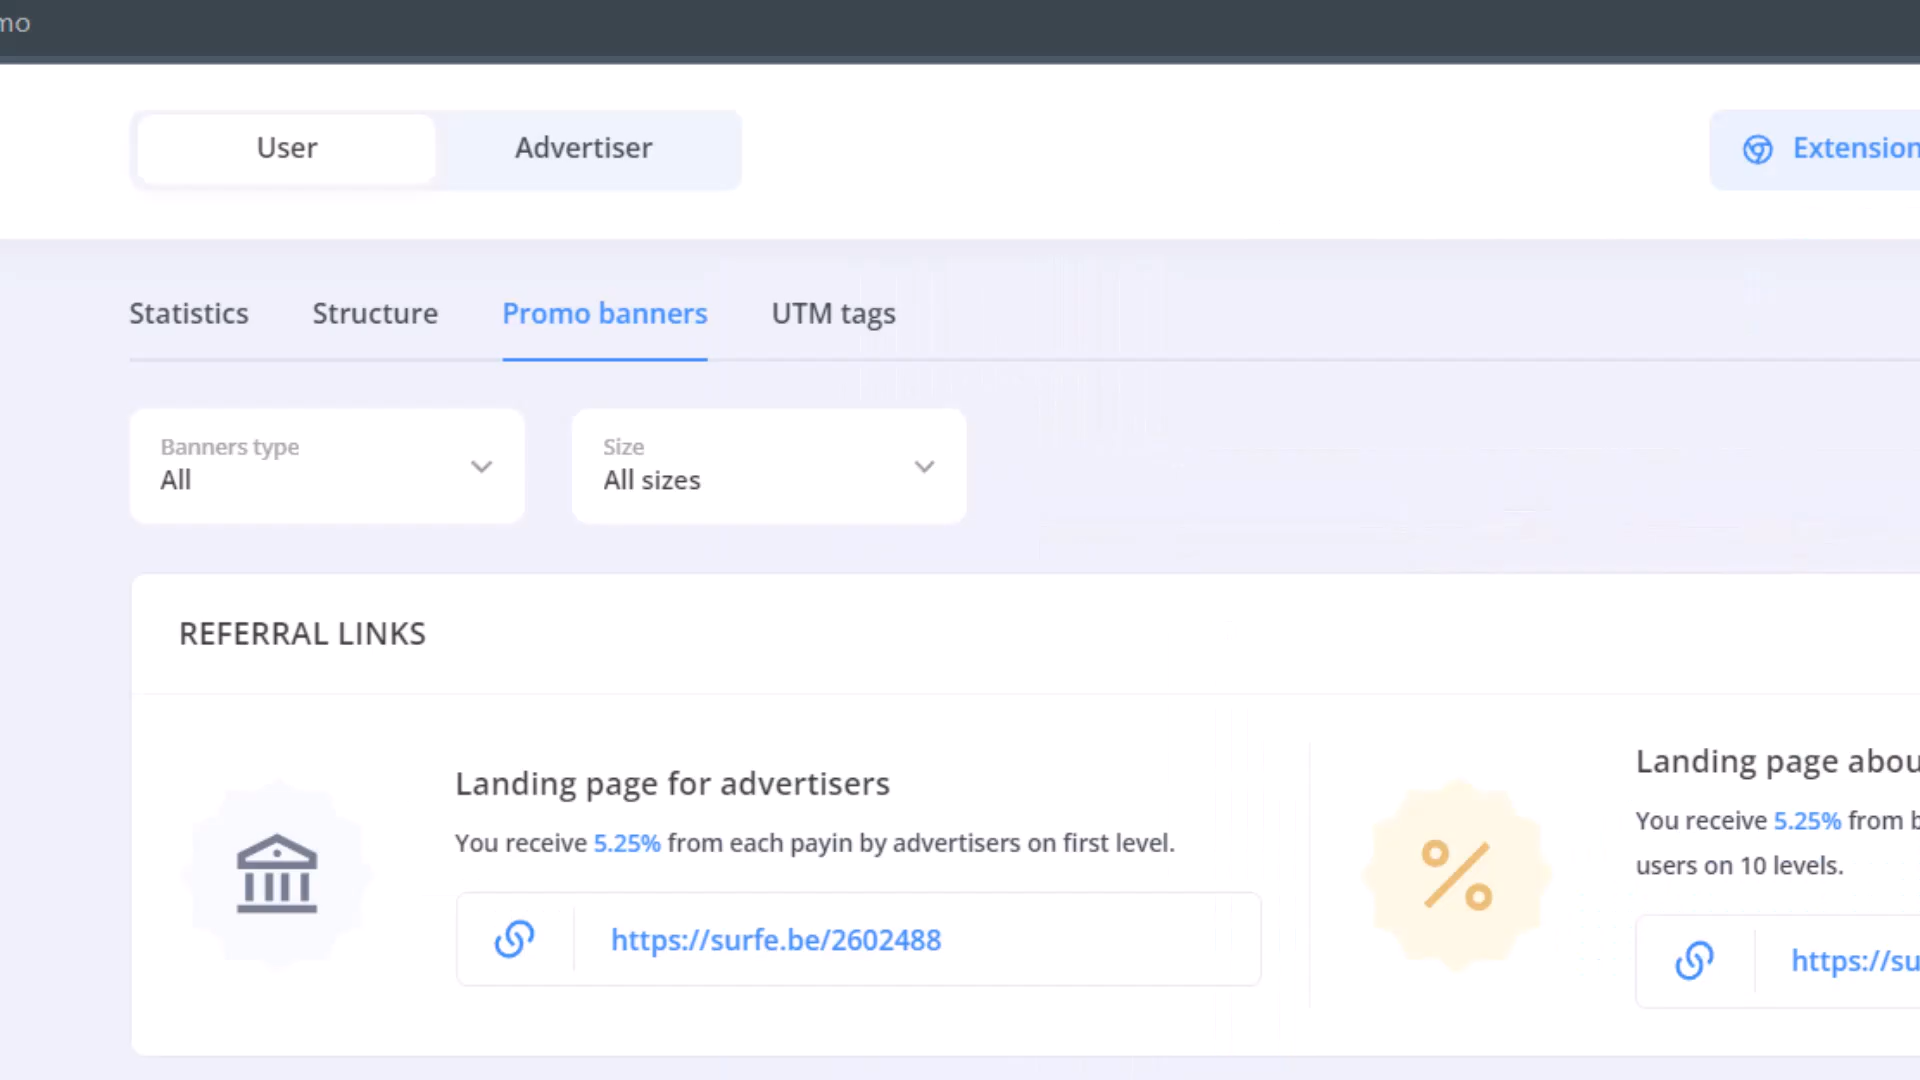 User Advertiser
Extension
Statistics Structure Promo banners UTM tags
Banners type
All
Size
All sizes
REFERRAL LINKS
Landing page for advertisers
You receive 5.25% from each payin by advertisers on first level.
https://surfe.be/2602488
Landing page
You receive 5.25% from
users on 10 levels.
https://su